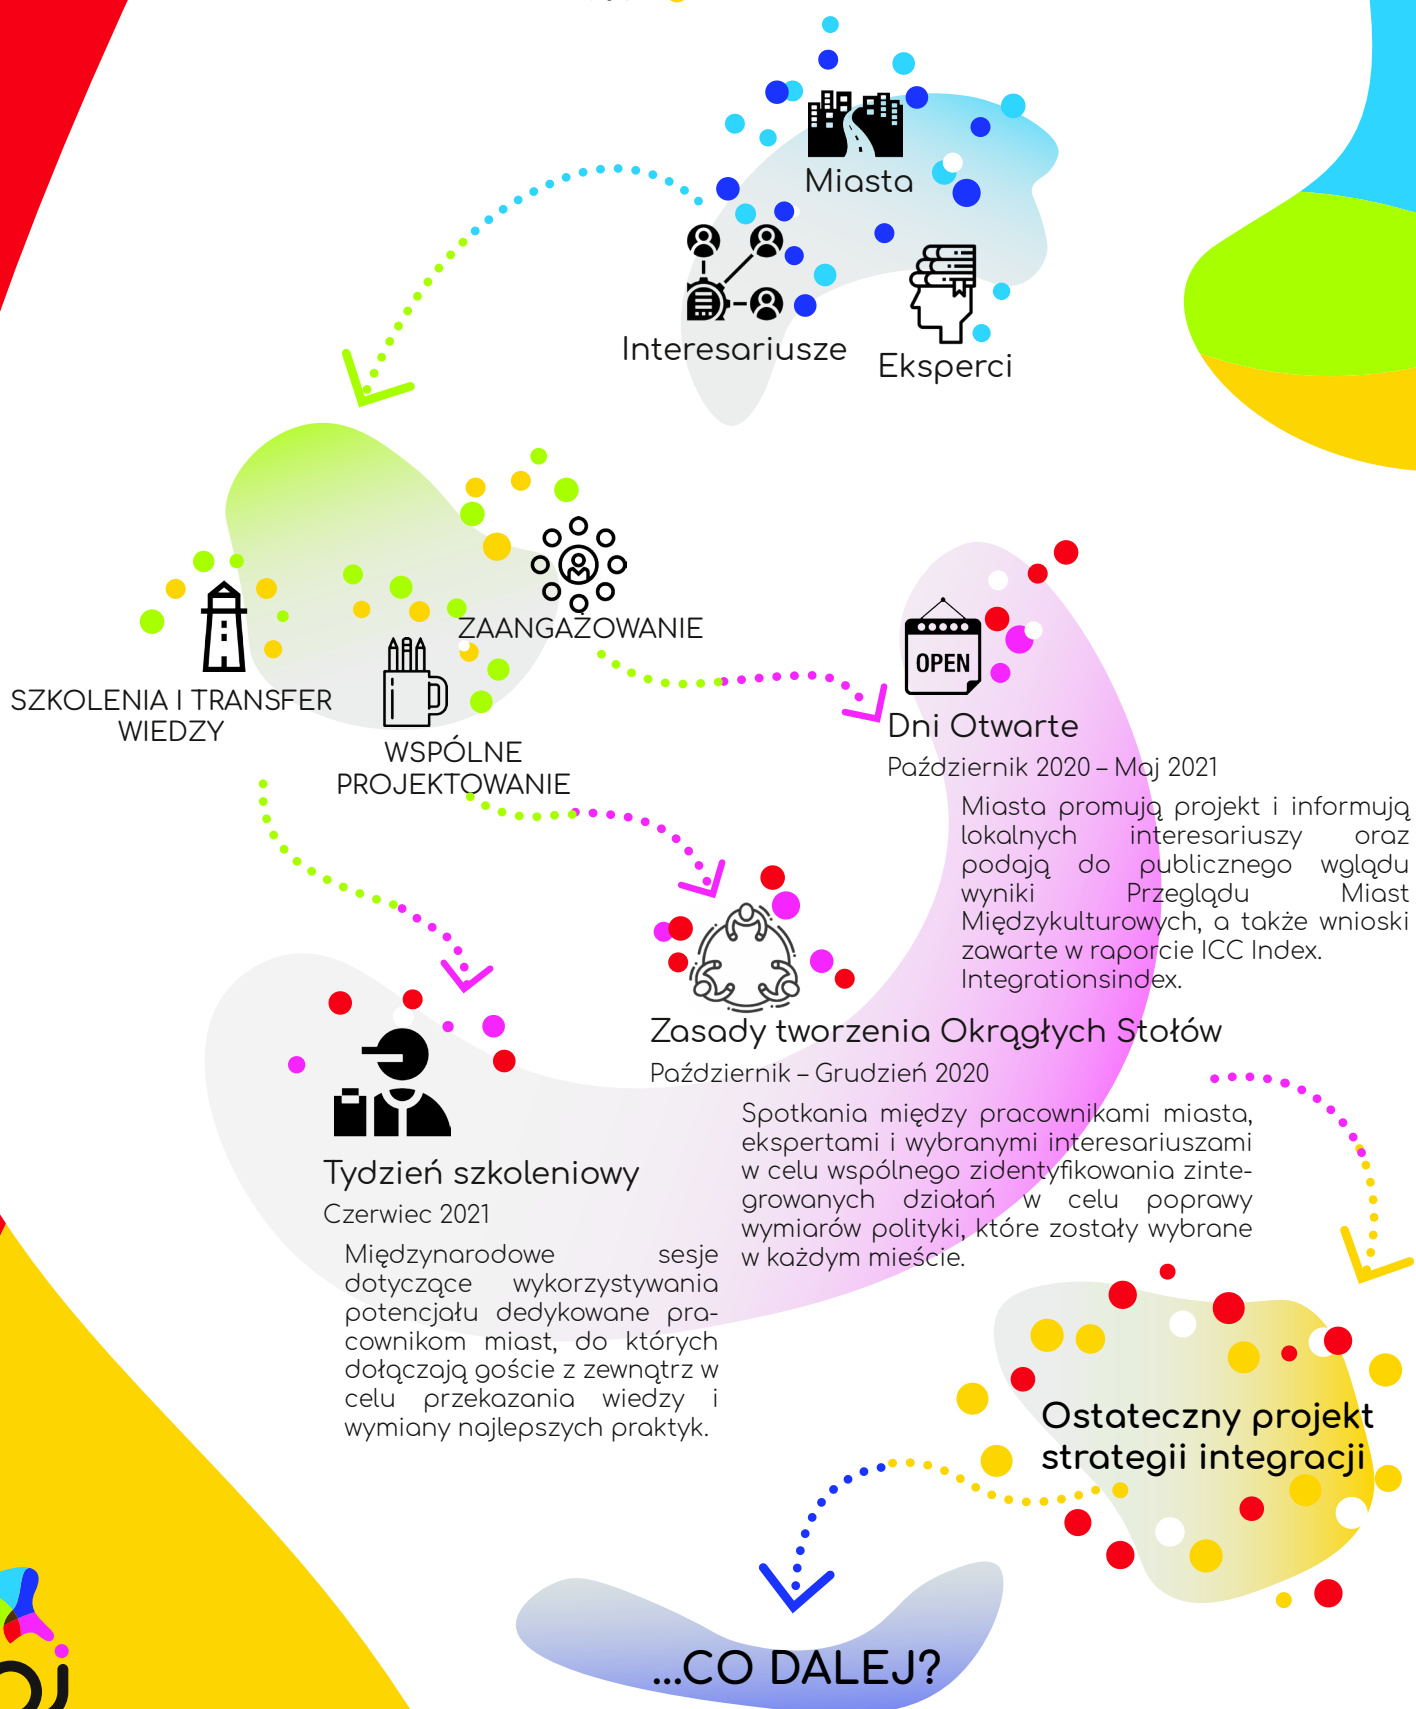 Miasta
Interesariusze
Eksperci
ZAANGAŻOWANIE
SZKOLENIA I TRANSFER
WIEDZY
WSPÓLNE
PROJEKTOWANIE
OPEN
Dni Otwarte
Październik 2020 – Maj 2021
Miasta promują projekt i informują
lokalnych interesariuszy oraz
podają do publicznego wglądu
wyniki Przeglądu Miast
Międzykulturowych, a także wnioski
zawarte w raporcie ICC Index.
Integrationsindex.
Zasady tworzenia Okrągłych Stołów
Październik – Grudzień 2020
Spotkania między pracownikami miasta,
ekspertami i wybranymi interesariuszami
w celu wspólnego zidentyfikowania zinte-
growanych działań w celu poprawy
wymiarów polityki, które zostały wybrane
w każdym mieście.
Tydzień szkoleniowy
Czerwiec 2021
Międzynarodowe sesje
dotyczące wykorzystywania
potencjału dedykowane pra-
cownikom miast, do których
dołączają goście z zewnątrz w
celu przekazania wiedzy i
wymiany najlepszych praktyk.
Ostateczny projekt
strategii integracji
...CO DALEJ?